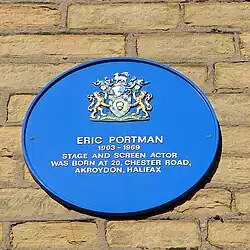 ERIC PORTMAN
1903-1969
STAGE AND SCREEN ACTOR
WAS BORN AT 20, CHESTER ROAD,
AKROYDON, HALIFAX